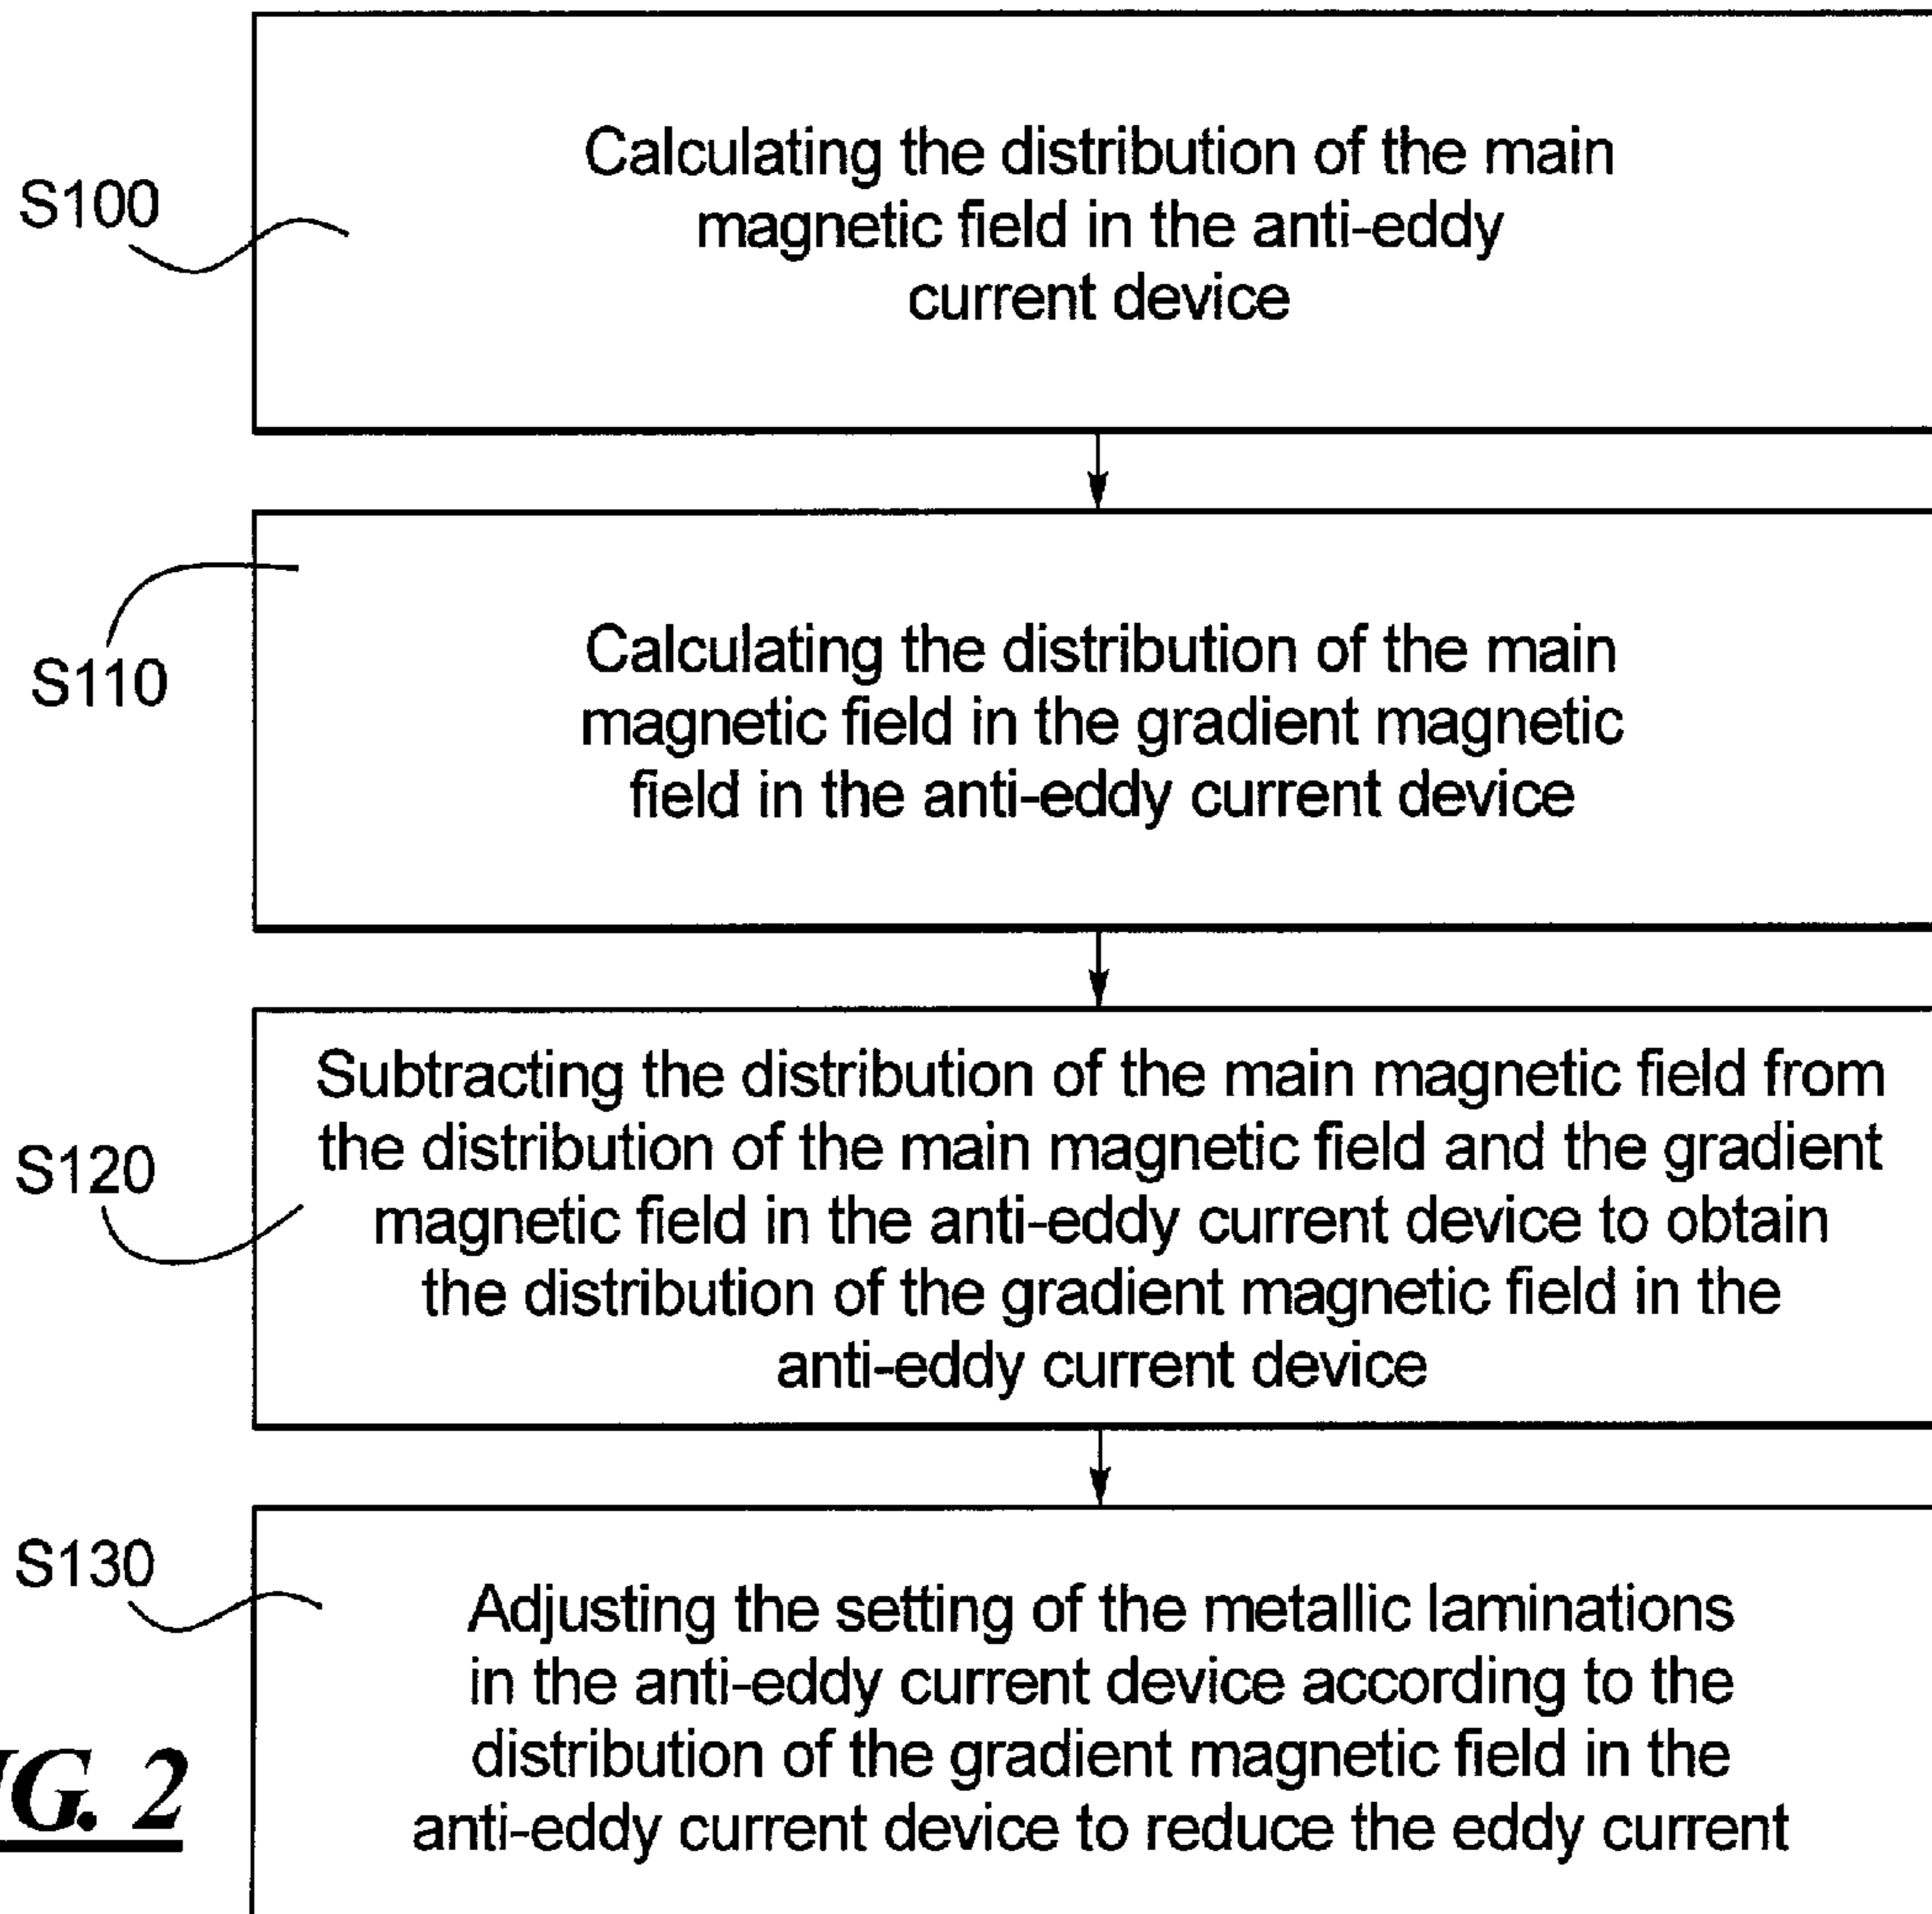 S100
Calculating the distribution of the main
magnetic field in the anti-eddy
current device
S110
Calculating the distribution of the main
magnetic field in the gradient magnetic
field in the anti-eddy current device
S120
Subtracting the distribution of the main magnetic field from
the distribution of the main magnetic field and the gradient
magnetic field in the anti-eddy current device to obtain
the distribution of the gradient magnetic field in the
anti-eddy current device
S130
Adjusting the setting of the metallic laminations
in the anti-eddy current device according to the
distribution of the gradient magnetic field in the
anti-eddy current device to reduce the eddy current
IG. 2